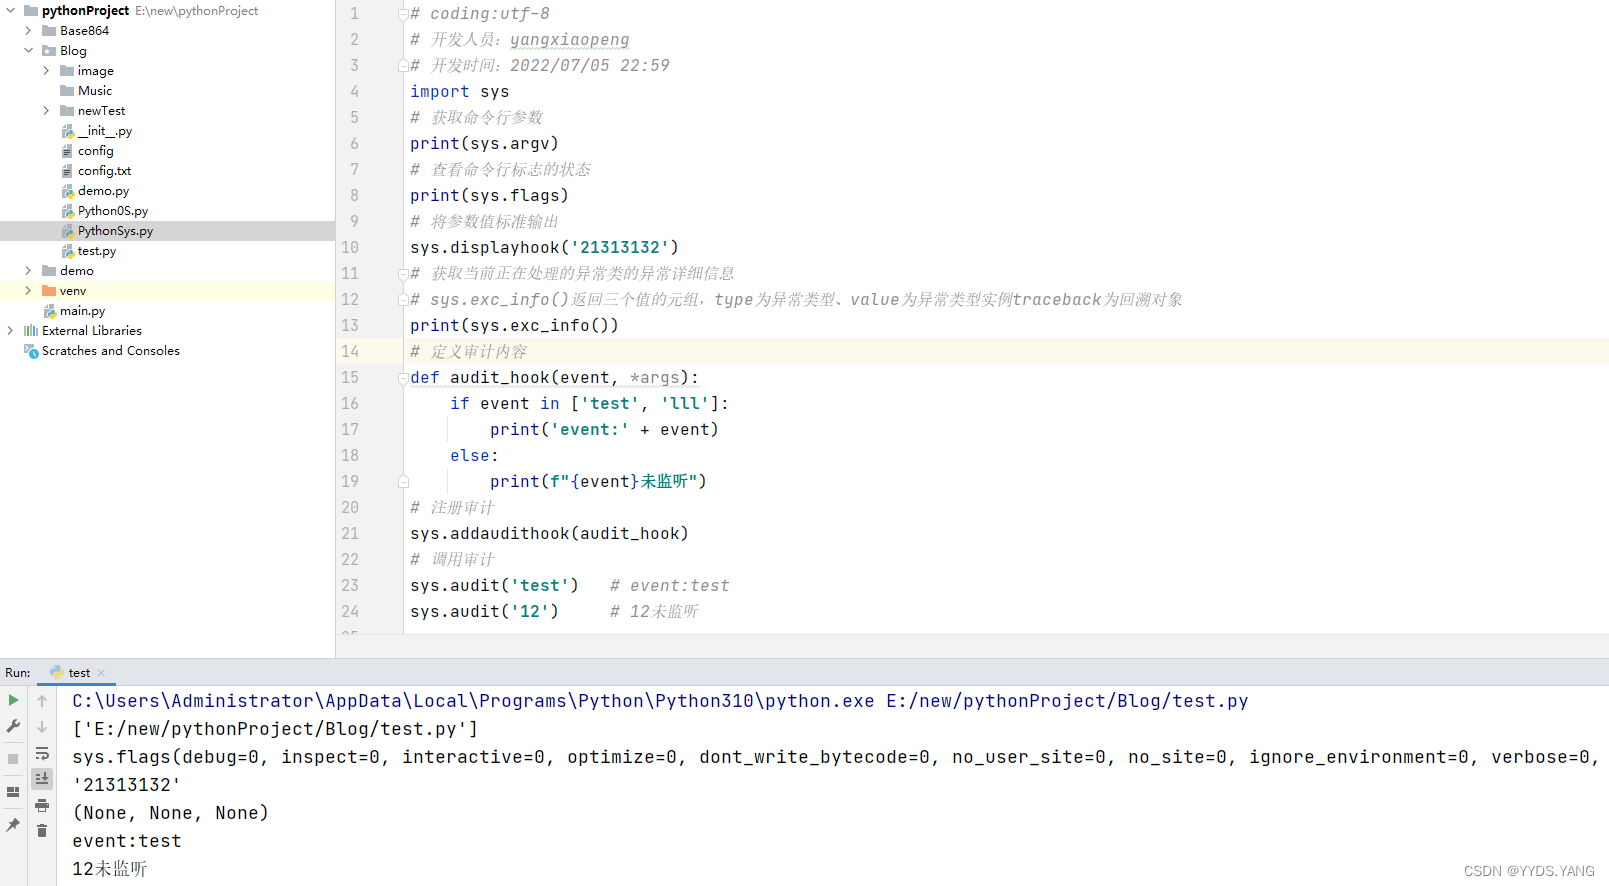 pythonProject E:\new\pythonProject
Base864
Blog
image
Music
newTest
__init__.py
config
config.txt
demo.py
Python0S.py
PythonSys.py
test.py
demo
venv
main.py
External Libraries
Scratches and Consoles
1 # coding:utf-8
2 # 开发人员：yangxiaopeng
3 # 开发时间：2022/07/05 22:59
4 import sys
5 # 获取命令行参数
6 print(sys.argv)
7 # 查看命令行标志的状态
8 print(sys.flags)
9 # 将参数值标准输出
10 sys.displayhook('21313132')
11 # 获取当前正在处理的异常类的异常详细信息
12 # sys.exc_info()返回三个值的元组，type为异常类型、value为异常类型实例traceback为回溯对象
13 print(sys.exc_info())
14 # 定义审计内容
15 def audit_hook(event, *args):
16 if event in ['test', 'lll']:
17 print('event:' + event)
18 else:
19 print(f"{event}未监听")
20 # 注册审计
21 sys.addaudithook(audit_hook)
22 # 调用审计
23 sys.audit('test') # event:test
24 sys.audit('12') # 12未监听
25
Run: test
C:\Users\Administrator\AppData\Local\Programs\Python\Python310\python.exe E:/new/pythonProject/Blog/test.py
['E:/new/pythonProject/Blog/test.py']
sys.flags(debug=0, inspect=0, interactive=0, optimize=0, dont_write_bytecode=0, no_user_site=0, no_site=0, ignore_environment=0, verbose=0,
'21313132'
(None, None, None)
event:test
12未监听
CSDN @YYDS.YANG